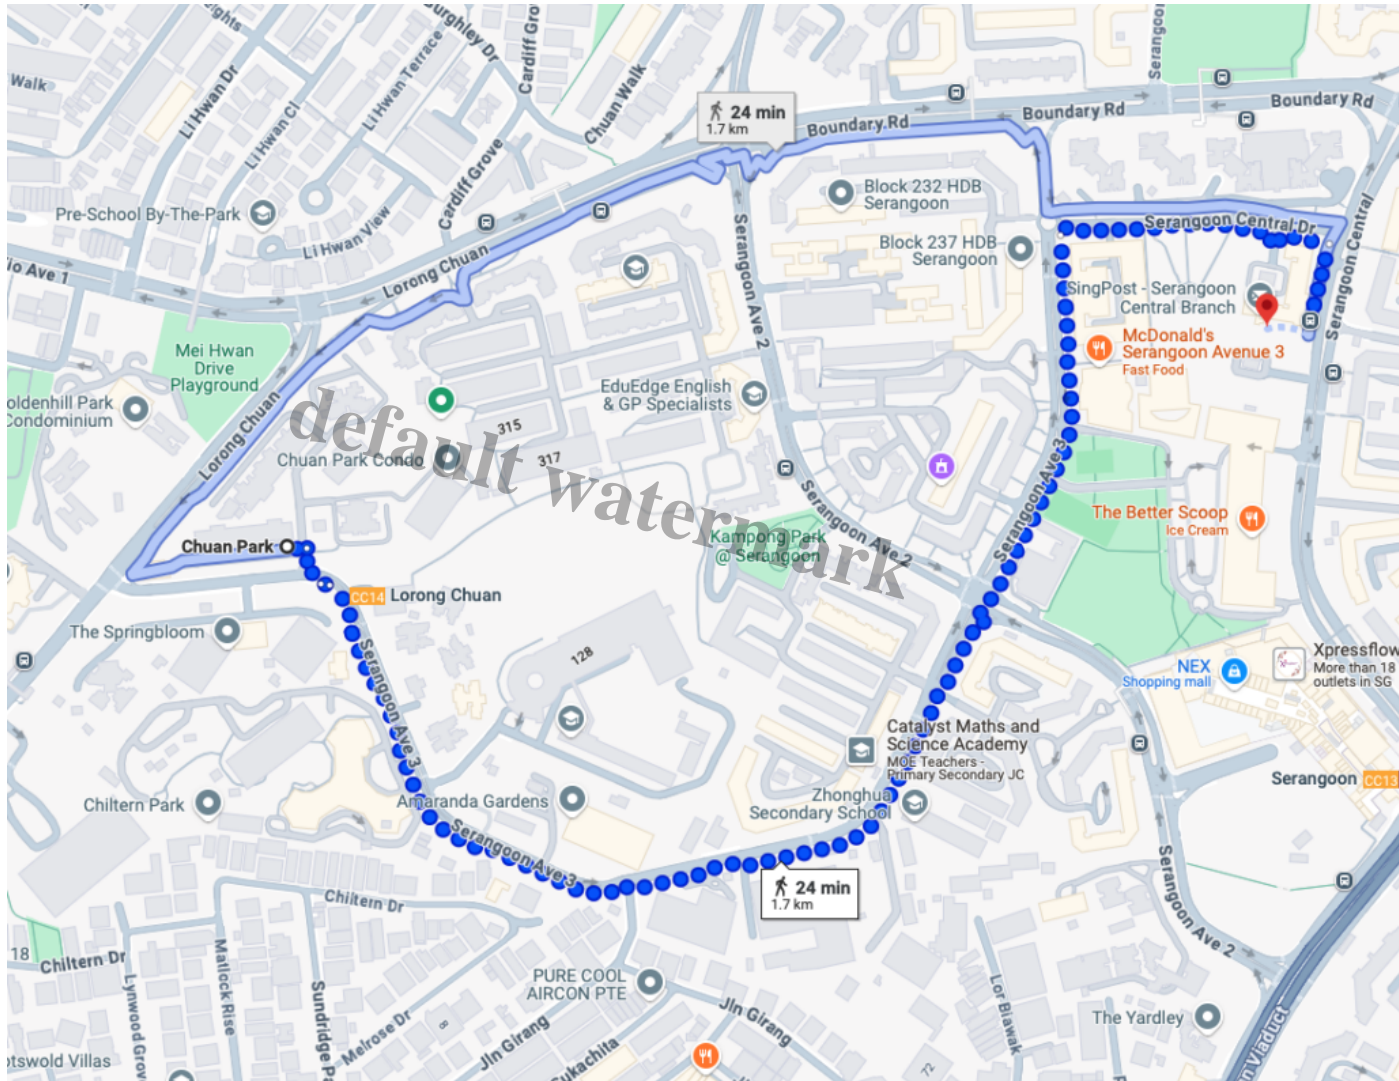 Burghley Dr
Cardiff Grov
Walk
Li Hwan Dr
Li Hwan Cl
Li Hwan Terrace
Chuan Walk
Serangoon
24 min
1.7 km
Boundary Rd
Boundary Rd
Cardiff Grove
Pre-School By-The-Park
Li Hwan View
Block 232 HDB
Serangoon
Serangoon Central Dr
Block 237 HDB
Serangoon
Lorong Chuan
Serangoon Ave 2
Serangoon Central
io Ave 1
SingPost - Serangoon
Central Branch
Mei Hwan
Drive
Playground
McDonald's
Serangoon Avenue 3
Fast Food
EduEdge English
& GP Specialists
oldenhill Park
Condominium
Lorong Chuan
default watermark
315
317
Chuan Park Condo
Serangoon Ave 3
Serangoon Ave 2
The Better Scoop
Ice Cream
Kampong Park
@ Serangoon
Chuan Park
CC14
Lorong Chuan
The Springbloom
128
Serangoon Ave 3
NEX
Shopping mall
Xpressflow
More than 18
outlets in SG
Catalyst Maths and
Science Academy
MOE Teachers -
Primary Secondary JC
Serangoon
CC13
Chiltern Park
Amaranda Gardens
Zhonghua
Secondary School
Serangoon Ave 3
24 min
1.7 km
Serangoon Ave 2
Chiltern Dr
18
Chiltern Dr
Matlock Rise
Lynwood Grov
Sundridge Pa
Melrose Dr
8
PURE COOL
AIRCON PTE
Jln Girang
Jln Girang
Lor Biawak
The Yardley
n Viaduct
otswold Villas
Sukachita
72